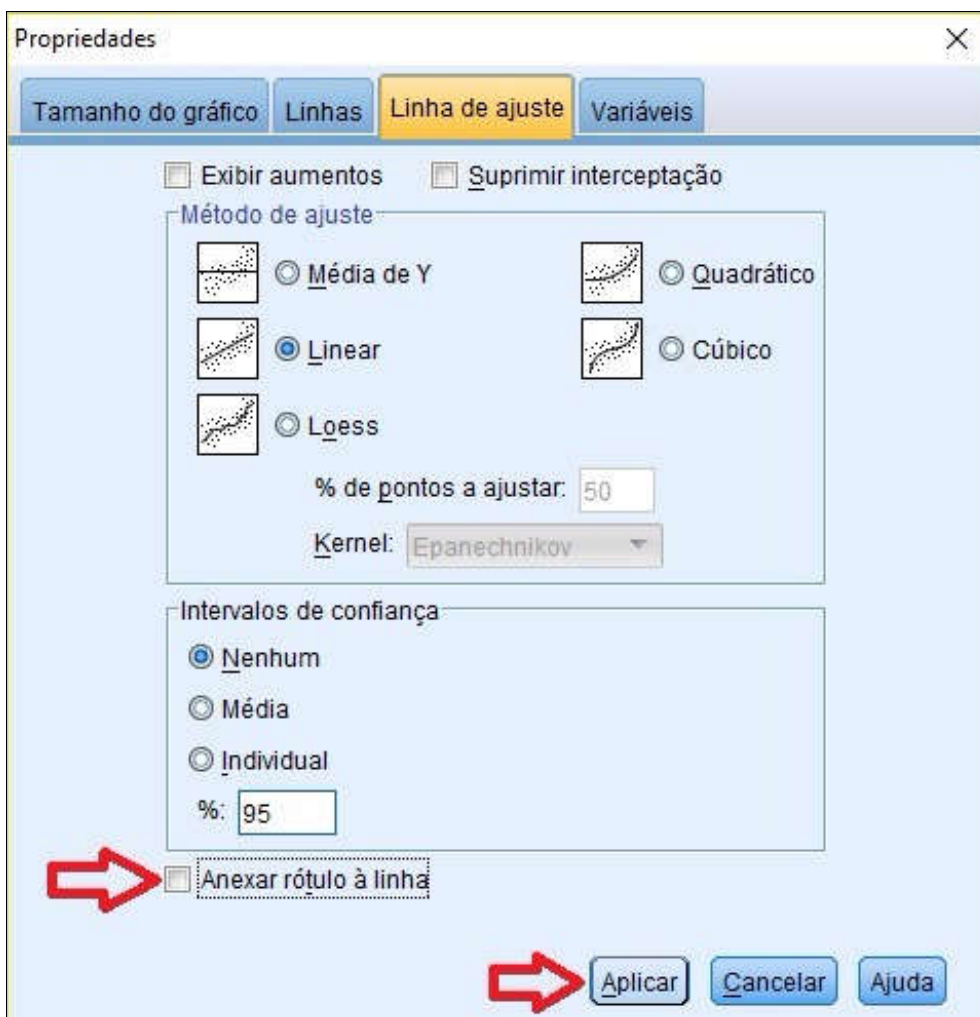 Propriedades
Tamanho do gráfico Linhas Linha de ajuste Variáveis
Exibir aumentos Suprimir interceptação
Método de ajuste
Média de Y Quadrático
Linear Cúbico
Loess
% de pontos a ajustar: 50
Kernel: Epanechnikov
Intervalos de confiança
Nenhum
Média
Individual
%: 95
Anexar rótulo à linha
Aplicar Cancelar Ajuda